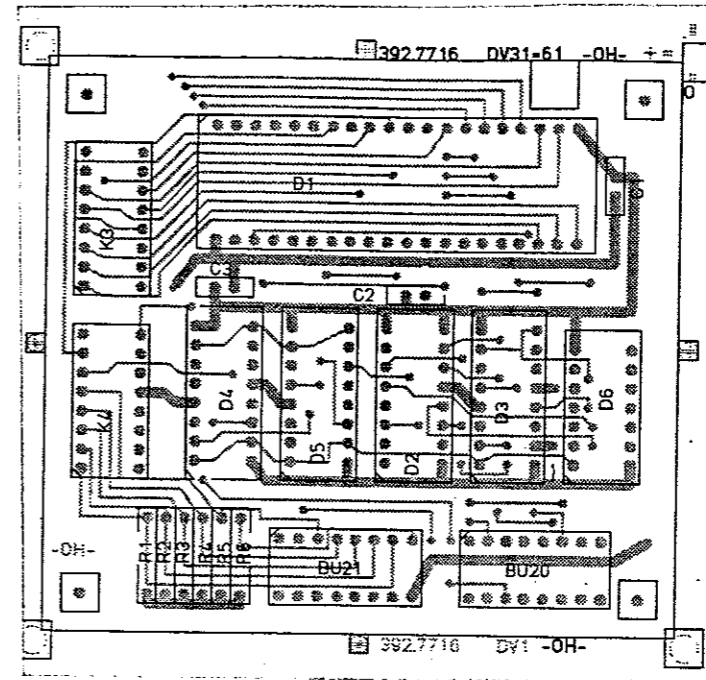 392.7716 DV31=61 -OH- + =
D1
K3
C3
C2
K4
D4
D5
D2
D3
D6
-OH-
R1
R2
R3
R4
R5
R6
BU21
BU20
392.7716 DV1 -OH-